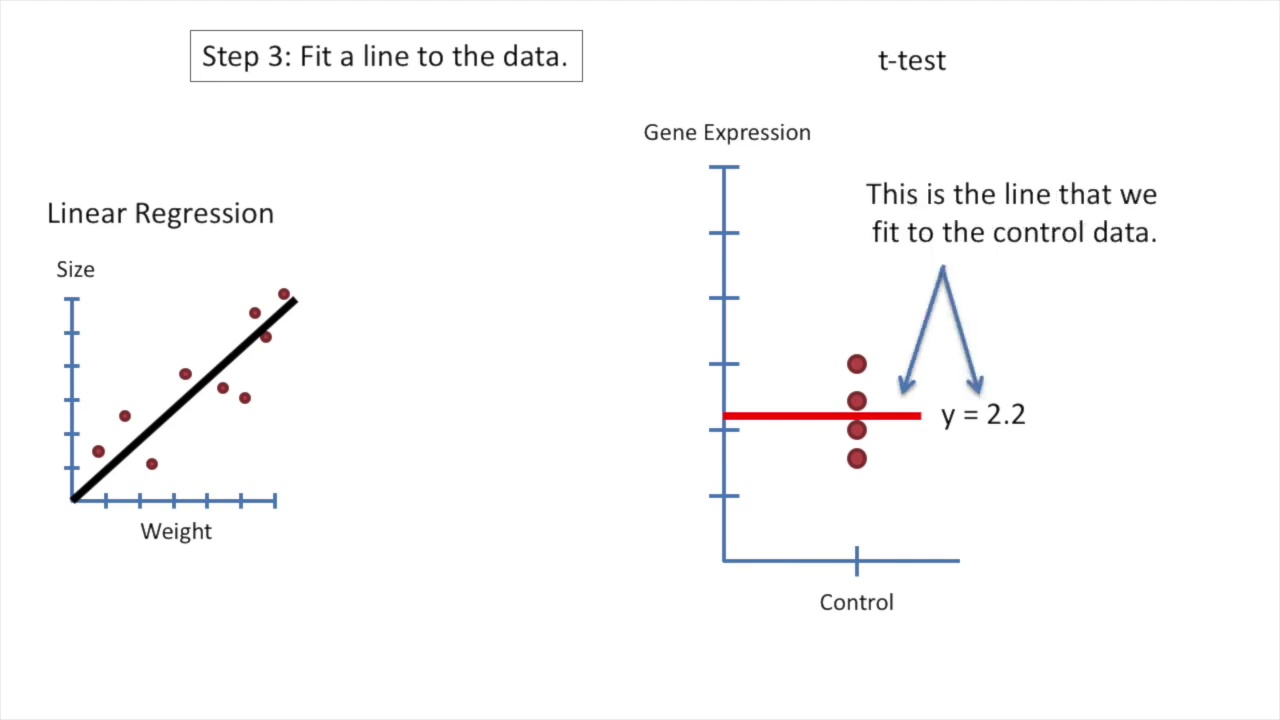 Step 3: Fit a line to the data.
t-test
Linear Regression
Size
Weight
Gene Expression
This is the line that we
fit to the control data.
y = 2.2
Control